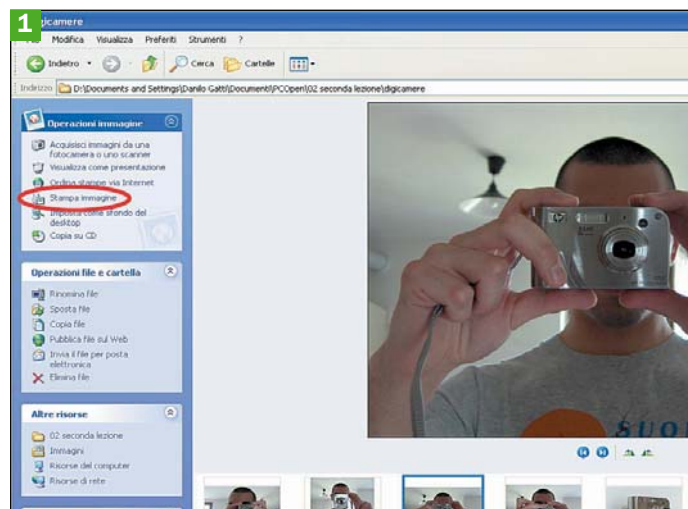 1
digicamere
Modifica Visualizza Preferiti Strumenti ?
Indietro Cerca Cartelle
Indirizzo D:\Documents and Settings\Danilo Gatti\Documenti\PCOpen\02 seconda lezione\digicamere
Operazioni immagine
Acquisisci immagini da una
fotocamera o uno scanner
Visualizza come presentazione
Ordina stampe via Internet
Stampa immagine
Imposta come sfondo del
desktop
Copia su CD
Operazioni file e cartella
Rinomina file
Sposta file
Copia file
Pubblica file sul Web
Invia il file per posta
elettronica
Elimina file
Altre risorse
02 seconda lezione
Immagini
Risorse del computer
Risorse di rete
hp
SUO